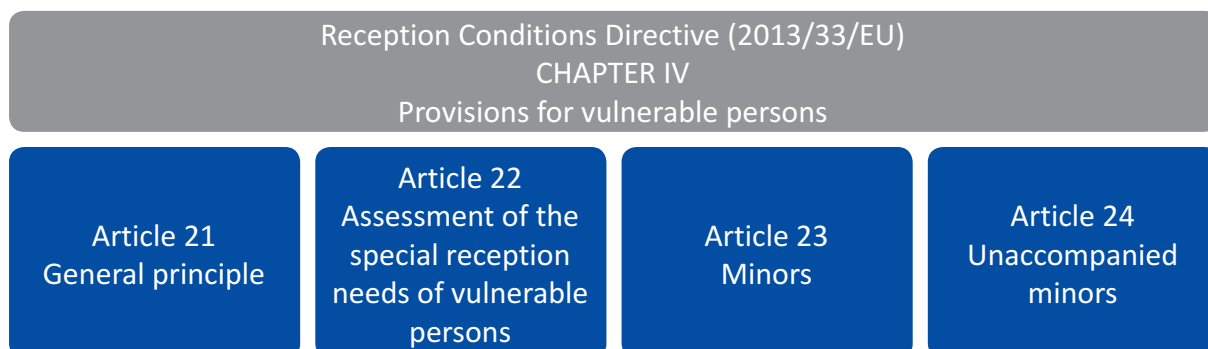 Reception Conditions Directive (2013/33/EU)
CHAPTER IV
Provisions for vulnerable persons
Article 21
General principle
Article 22
Assessment of the
special reception
needs of vulnerable
persons
Article 23
Minors
Article 24
Unaccompanied
minors